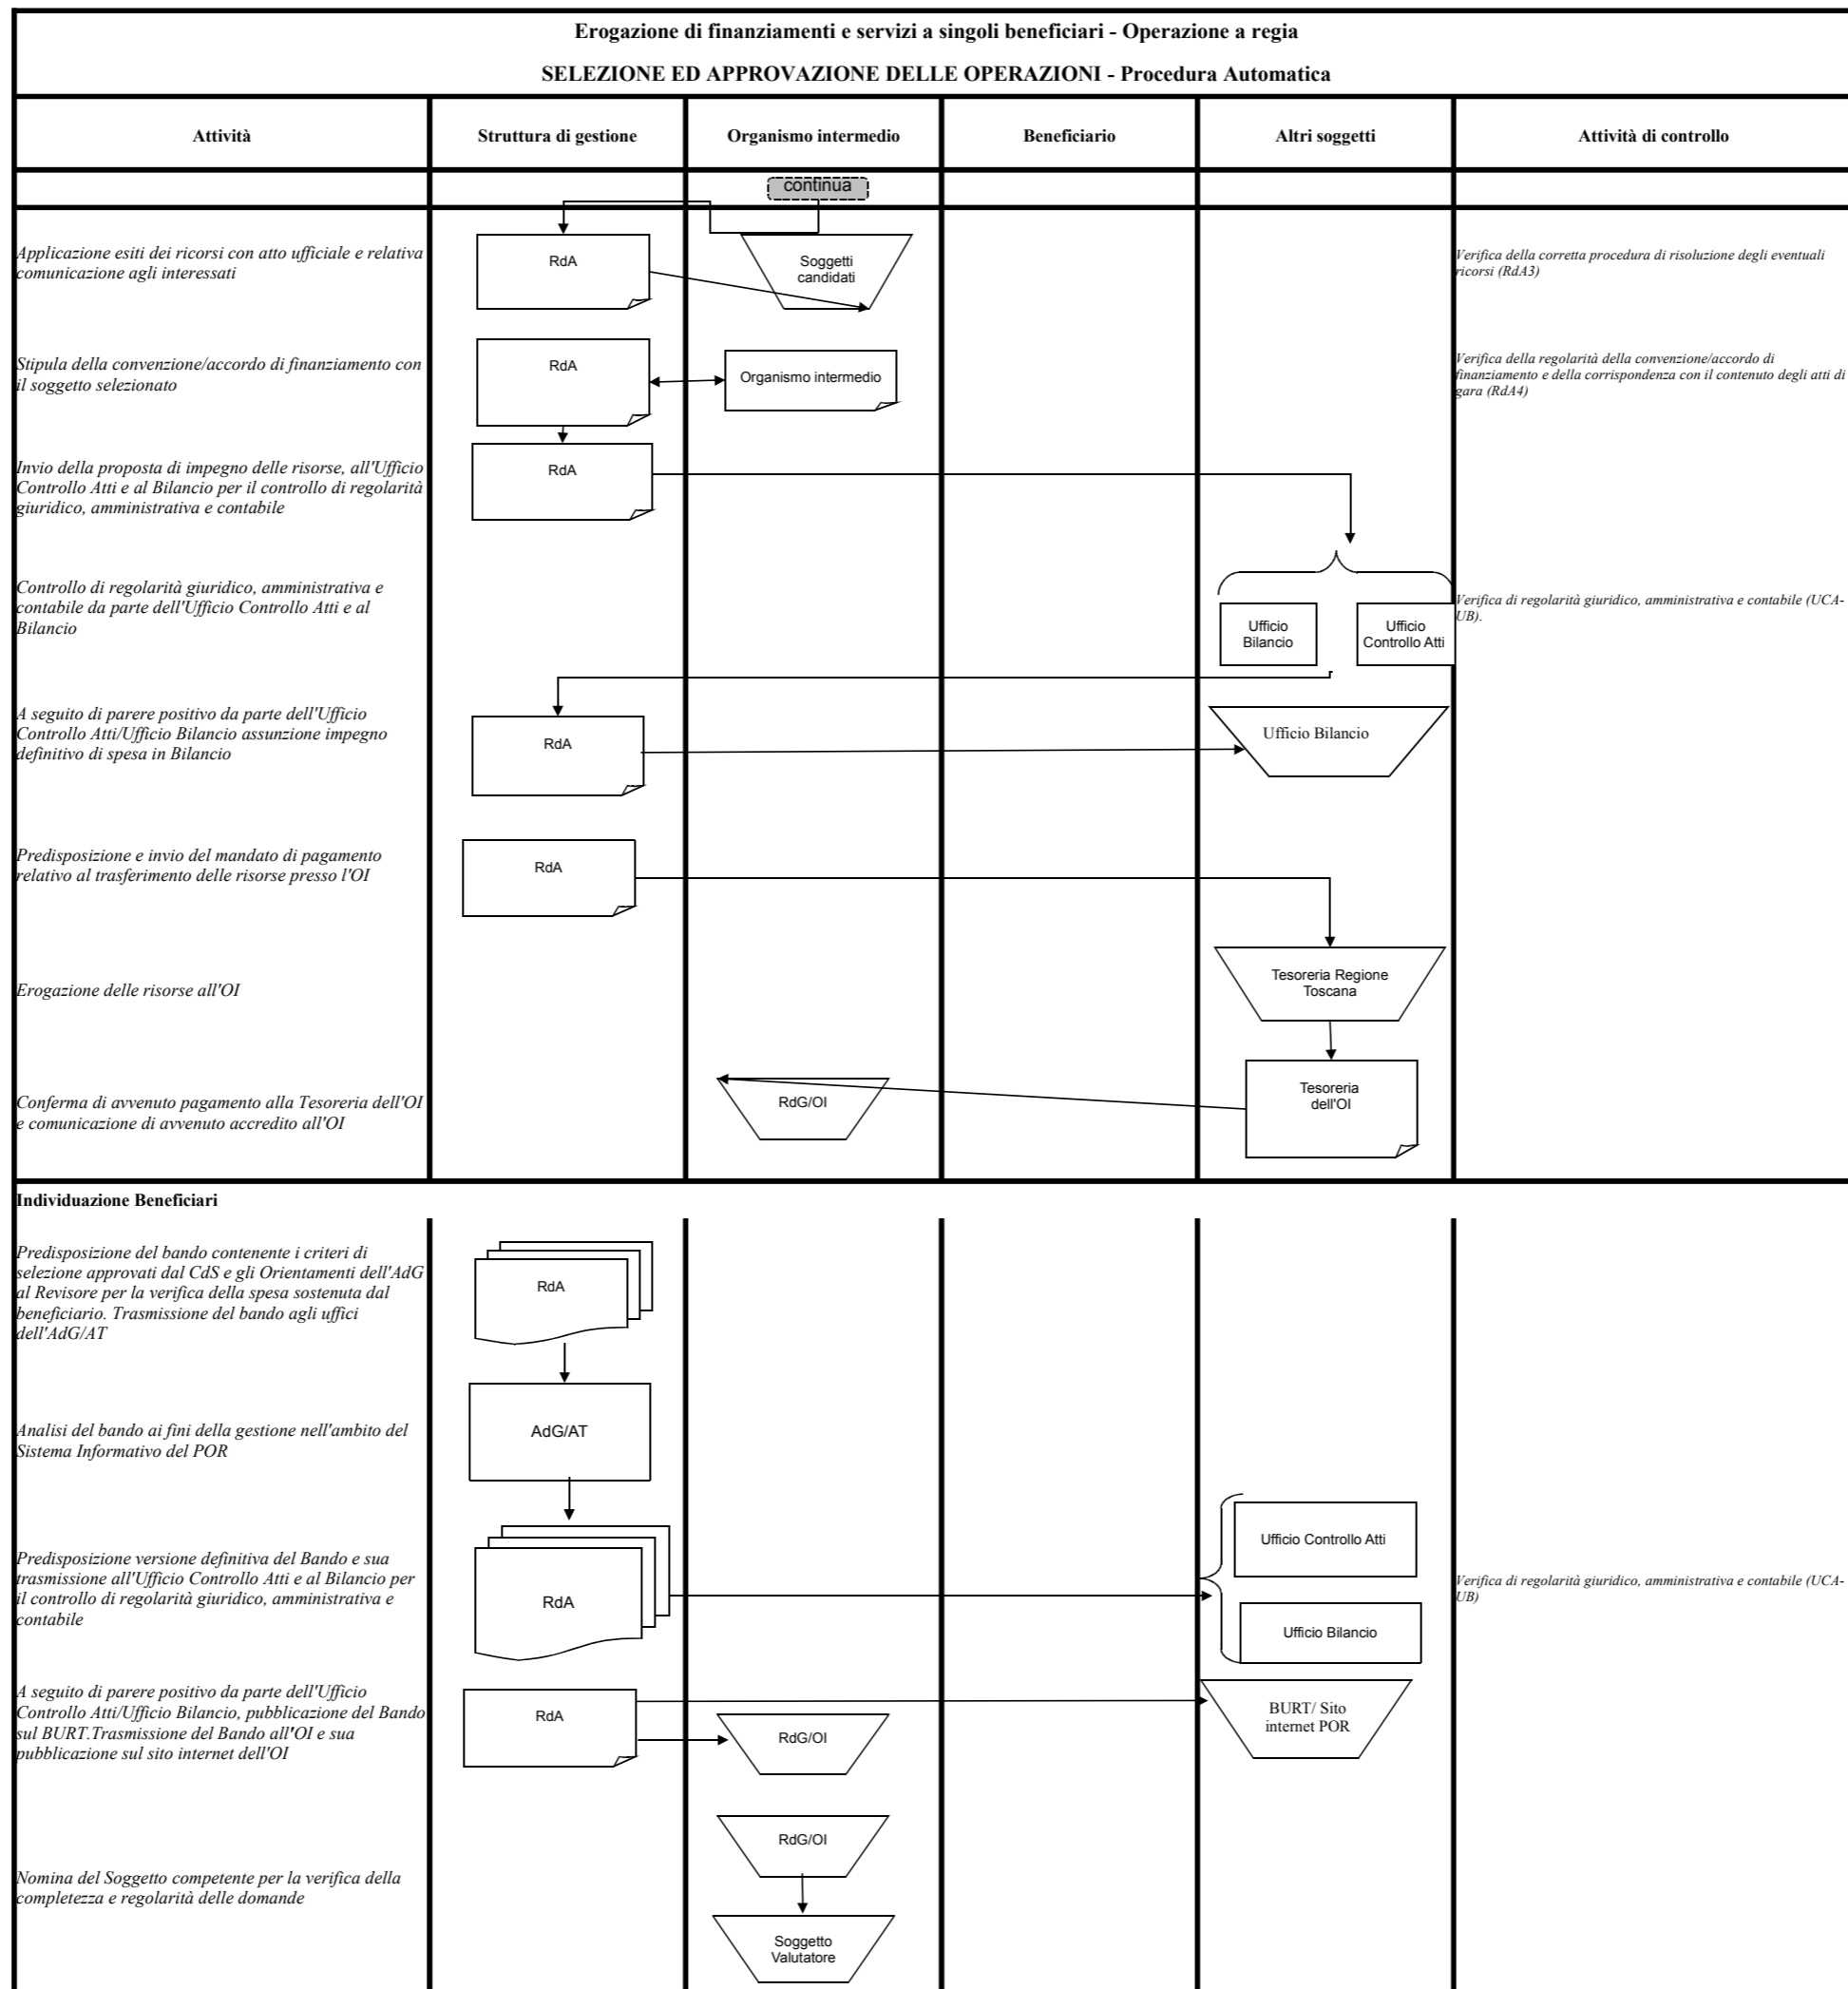 Erogazione di finanziamenti e servizi a singoli beneficiari - Operazione a regia
SELEZIONE ED APPROVAZIONE DELLE OPERAZIONI - Procedura Automatica
Attività
Struttura di gestione
Organismo intermedio
Beneficiario
Altri soggetti
Attività di controllo
continua
Applicazione esiti dei ricorsi con atto ufficiale e relativa
comunicazione agli interessati
RdA
Soggetti
candidati
Verifica della corretta procedura di risoluzione degli eventuali
ricorsi (RdA3)
Stipula della convenzione/accordo di finanziamento con
il soggetto selezionato
RdA
Organismo intermedio
Verifica della regolarità della convenzione/accordo di
finanziamento e della corrispondenza con il contenuto degli atti di
gara (RdA4)
Invio della proposta di impegno delle risorse, all'Ufficio
Controllo Atti e al Bilancio per il controllo di regolarità
giuridico, amministrativa e contabile
RdA
Controllo di regolarità giuridico, amministrativa e
contabile da parte dell'Ufficio Controllo Atti e al
Bilancio
Ufficio
Bilancio
Ufficio
Controllo Atti
Verifica di regolarità giuridico, amministrativa e contabile (UCA-
UB).
A seguito di parere positivo da parte dell'Ufficio
Controllo Atti/Ufficio Bilancio assunzione impegno
definitivo di spesa in Bilancio
RdA
Ufficio Bilancio
Predisposizione e invio del mandato di pagamento
relativo al trasferimento delle risorse presso l'OI
RdA
Erogazione delle risorse all'OI
Tesoreria Regione
Toscana
Conferma di avvenuto pagamento alla Tesoreria dell'OI
e comunicazione di avvenuto accredito all'OI
RdG/OI
Tesoreria
dell'OI
Individuazione Beneficiari
Predisposizione del bando contenente i criteri di
selezione approvati dal CdS e gli Orientamenti dell'AdG
al Revisore per la verifica della spesa sostenuta dal
beneficiario. Trasmissione del bando agli uffici
dell'AdG/AT
RdA
Analisi del bando ai fini della gestione nell'ambito del
Sistema Informativo del POR
AdG/AT
Predisposizione versione definitiva del Bando e sua
trasmissione all'Ufficio Controllo Atti e al Bilancio per
il controllo di regolarità giuridico, amministrativa e
contabile
RdA
Ufficio Controllo Atti
Ufficio Bilancio
Verifica di regolarità giuridico, amministrativa e contabile (UCA-
UB)
A seguito di parere positivo da parte dell'Ufficio
Controllo Atti/Ufficio Bilancio, pubblicazione del Bando
sul BURT.Trasmissione del Bando all'OI e sua
pubblicazione sul sito internet dell'OI
RdA
RdG/OI
BURT/ Sito
internet POR
Nomina del Soggetto competente per la verifica della
completezza e regolarità delle domande
RdG/OI
Soggetto
Valutatore